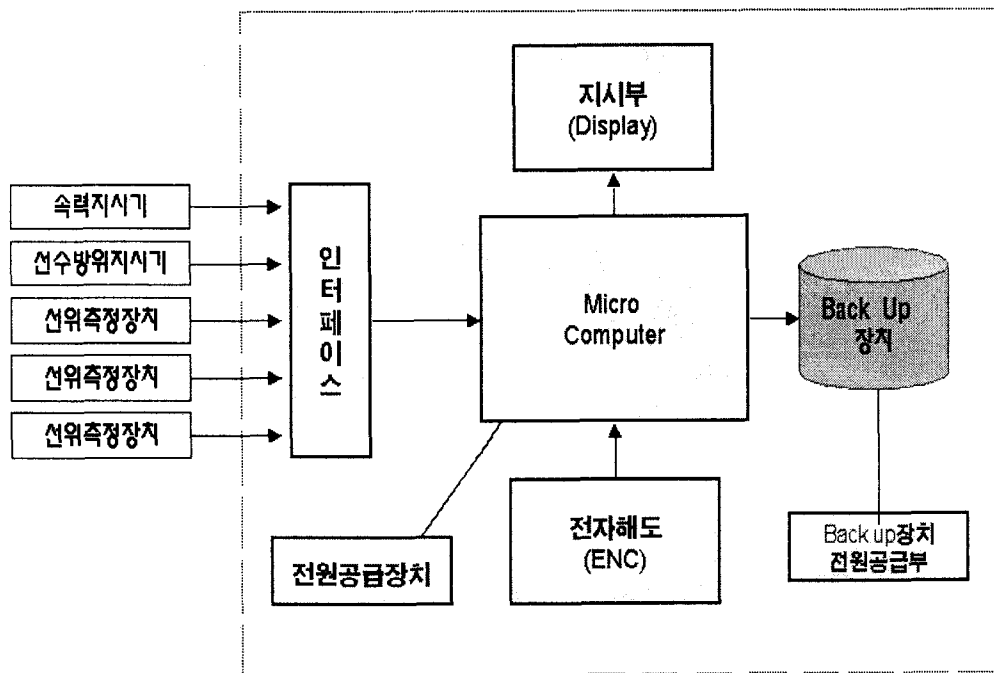 지시부
(Display)
속력지시기
선수방위지시기
선위측정장치
선위측정장치
선위측정장치
인
터
페
이
스
Micro
Computer
Back Up
장치
전원공급장치
전자해도
(ENC)
Back up장치
전원공급부